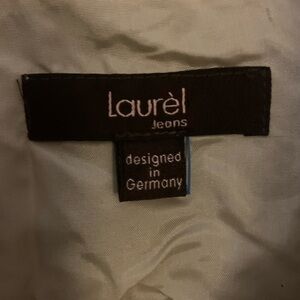 Laurèl
Jeans
designed
in
Germany